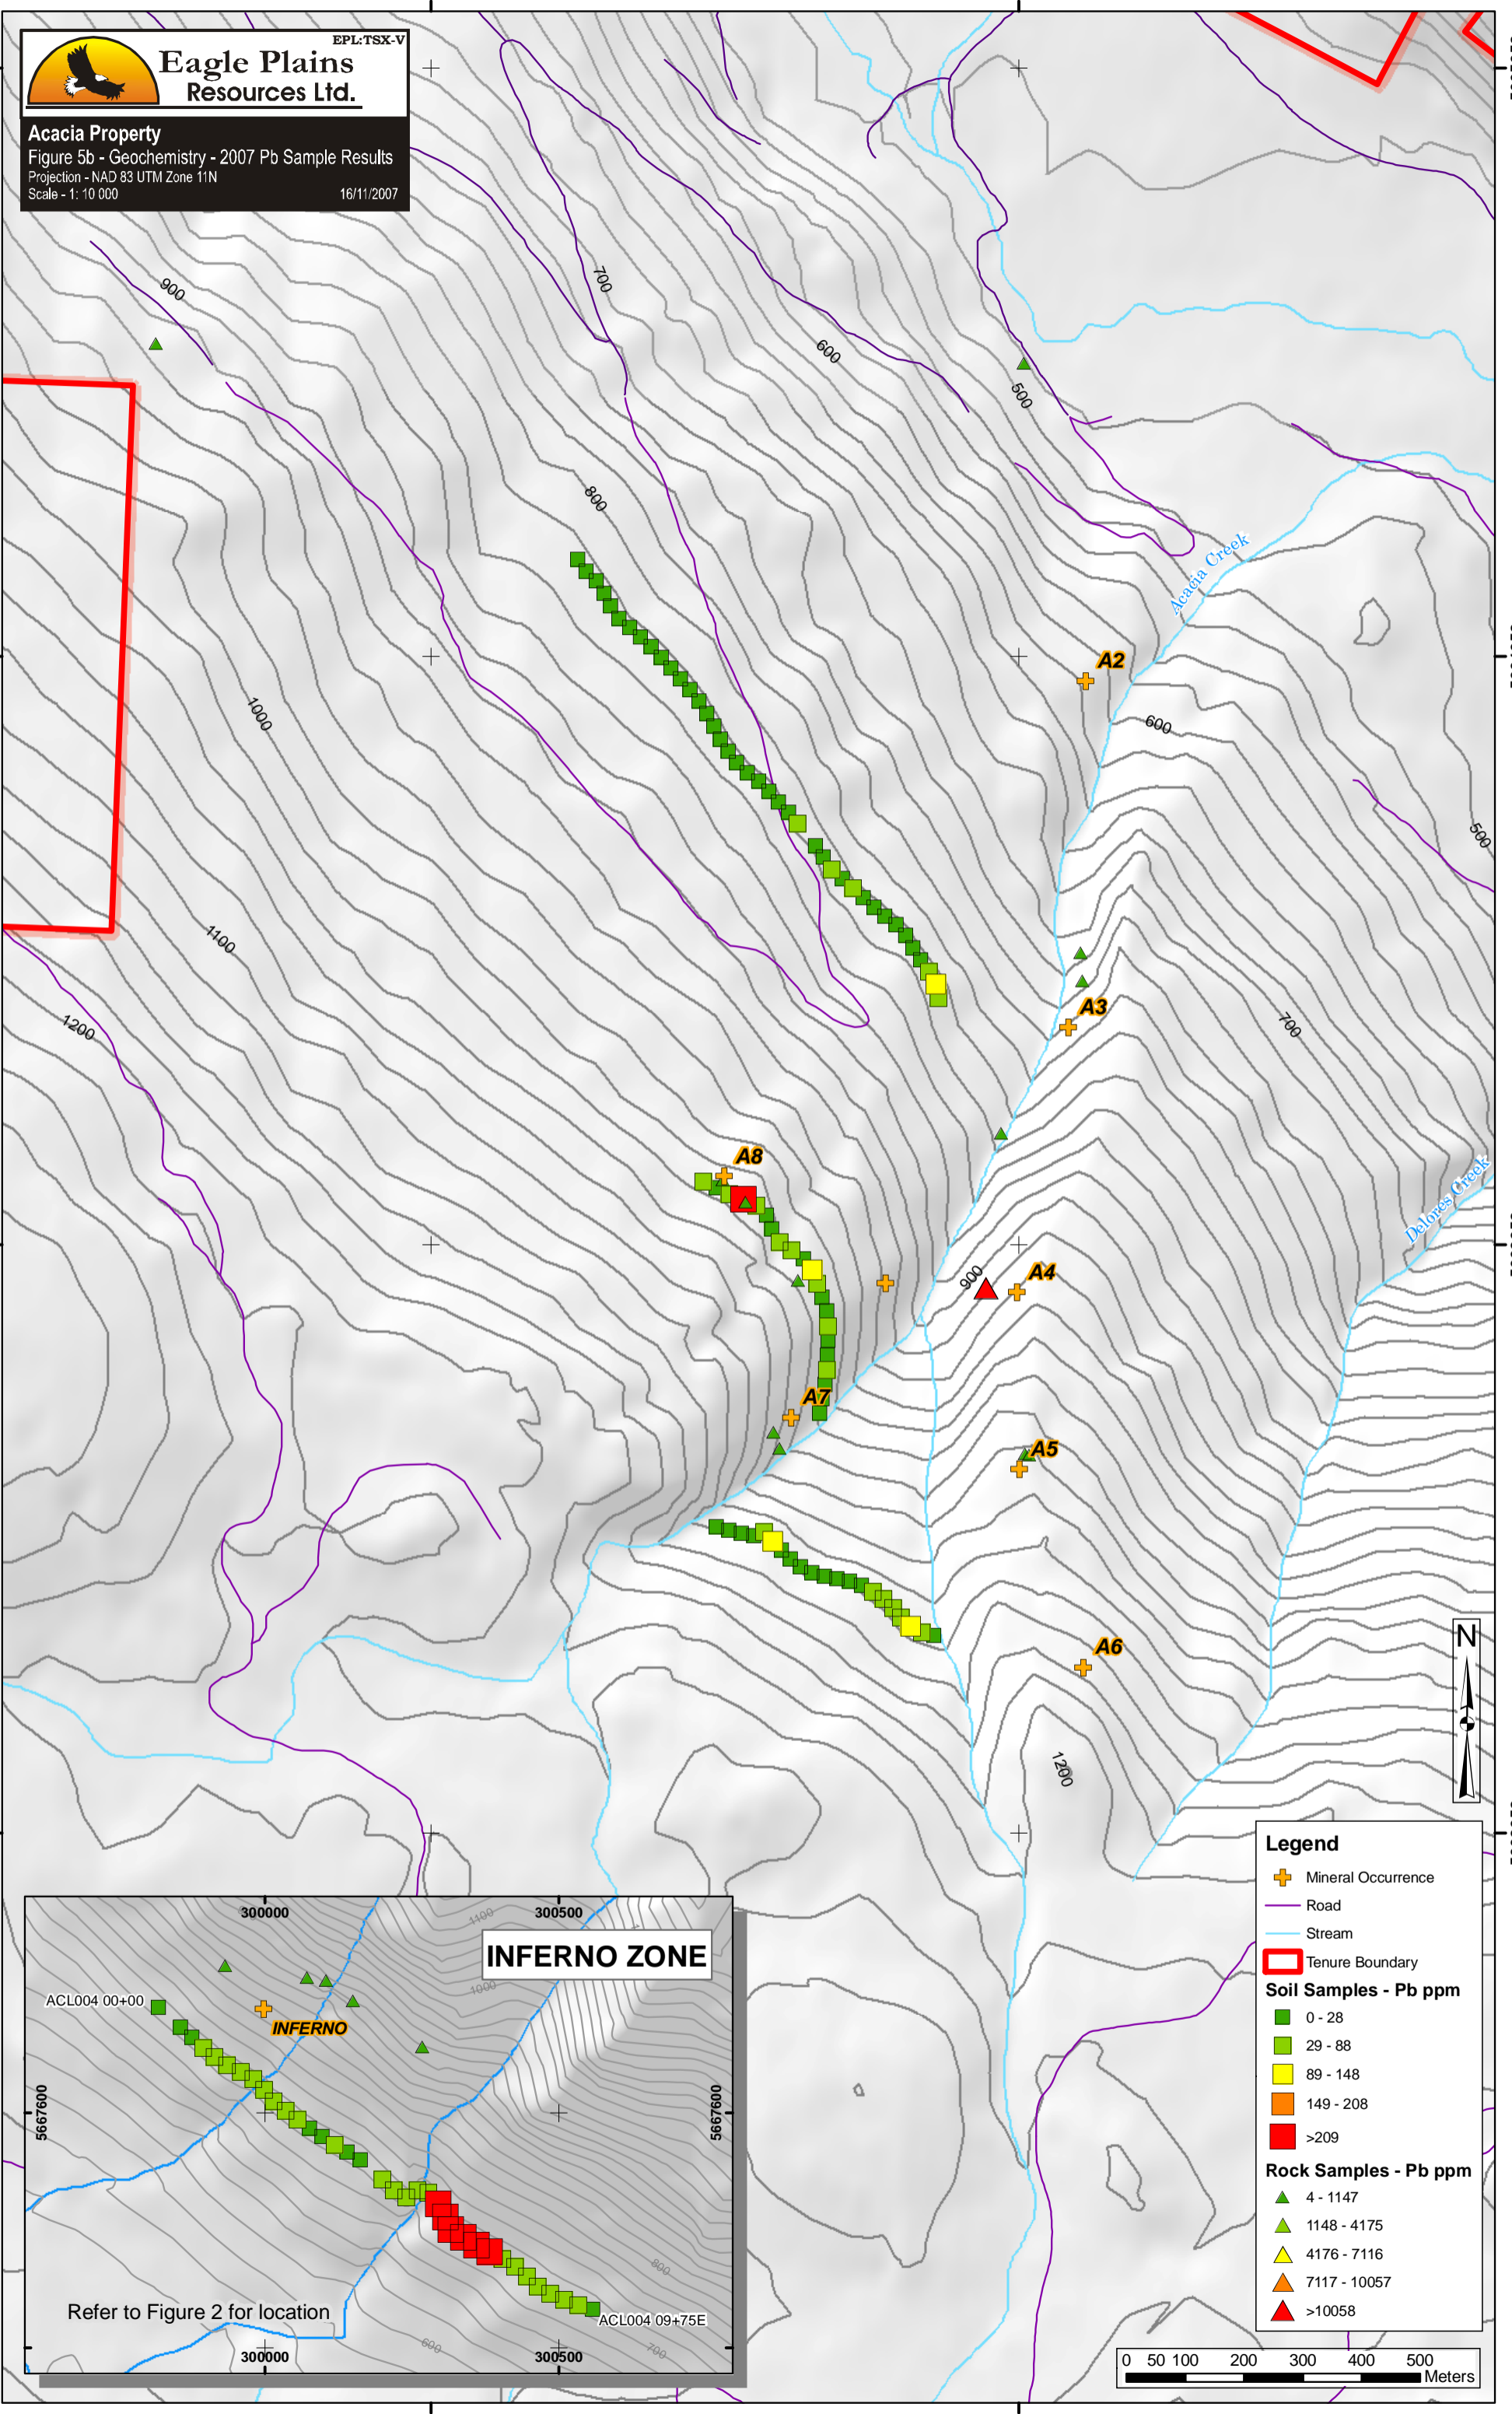 EPL:TSX-V
Eagle Plains
Resources Ltd.
Acacia Property
Figure 5b - Geochemistry - 2007 Pb Sample Results
Projection - NAD 83 UTM Zone 11N
Scale - 1: 10 000
16/11/2007
900
700
600
500
800
Acacia Creek
A2
1000
600
500
1100
A3
700
1200
A8
Delores Creek
900
A4
A7
A5
A6
N
1200
Legend
Mineral Occurrence
Road
Stream
Tenure Boundary
Soil Samples - Pb ppm
0 - 28
29 - 88
89 - 148
149 - 208
>209
Rock Samples - Pb ppm
4 - 1147
1148 - 4175
4176 - 7116
7117 - 10057
>10058
0 50 100 200 300 400 500
Meters
300000
300500
1100
INFERNO ZONE
1000
ACL004 00+00
INFERNO
5667600
5667600
800
Refer to Figure 2 for location
ACL004 09+75E
600
700
300000
300500